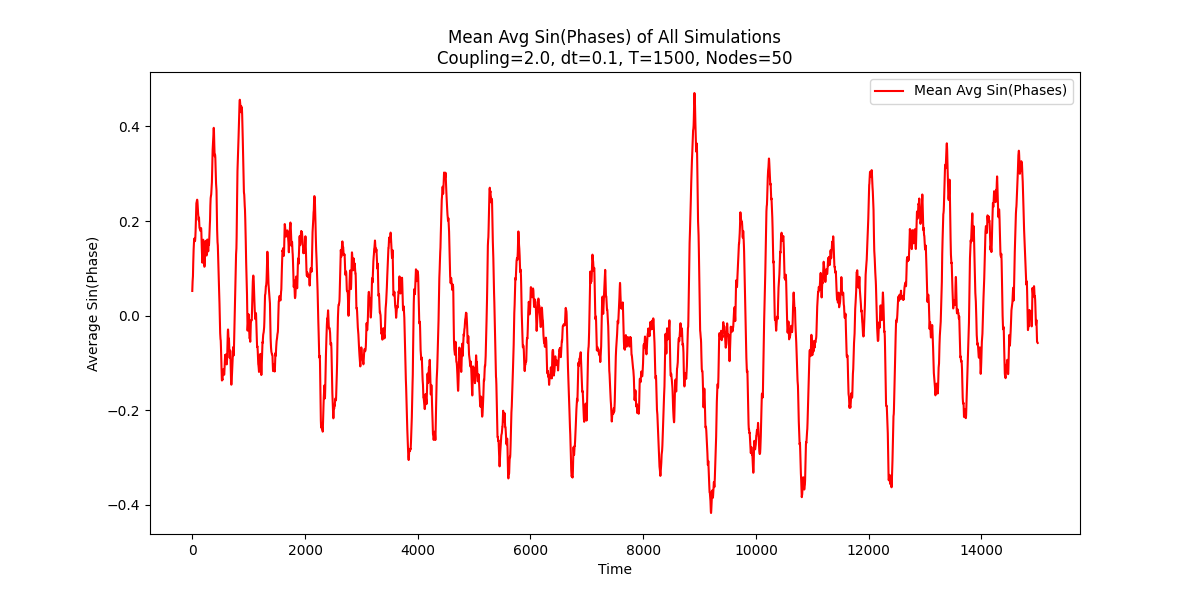 Mean Avg Sin(Phases) of All Simulations
Coupling=2.0, dt=0.1, T=1500, Nodes=50
Mean Avg Sin(Phases)
Average Sin(Phase)
0.4
0.2
0.0
−0.2
−0.4
0 2000 4000 6000 8000 10000 12000 14000
Time